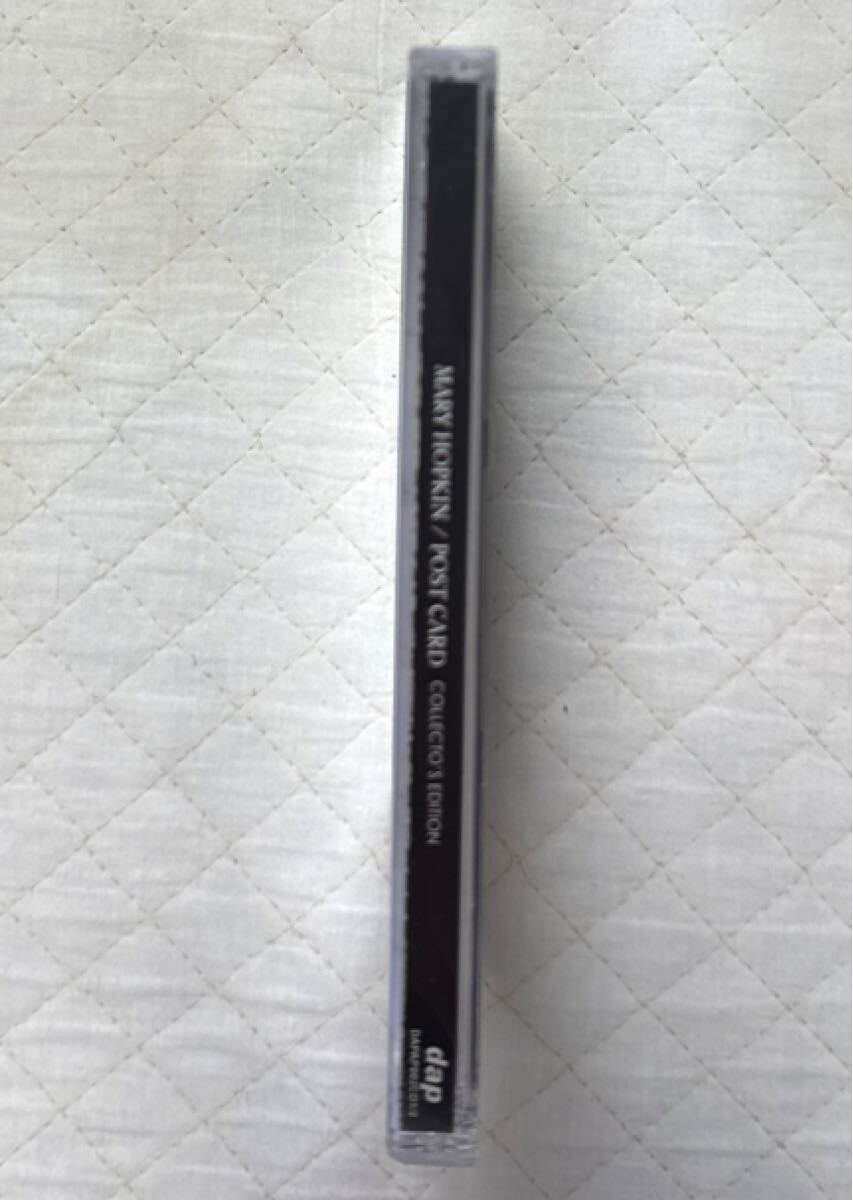 MARY HOPKIN / POST CARD COLLECTO'S EDITION
dap